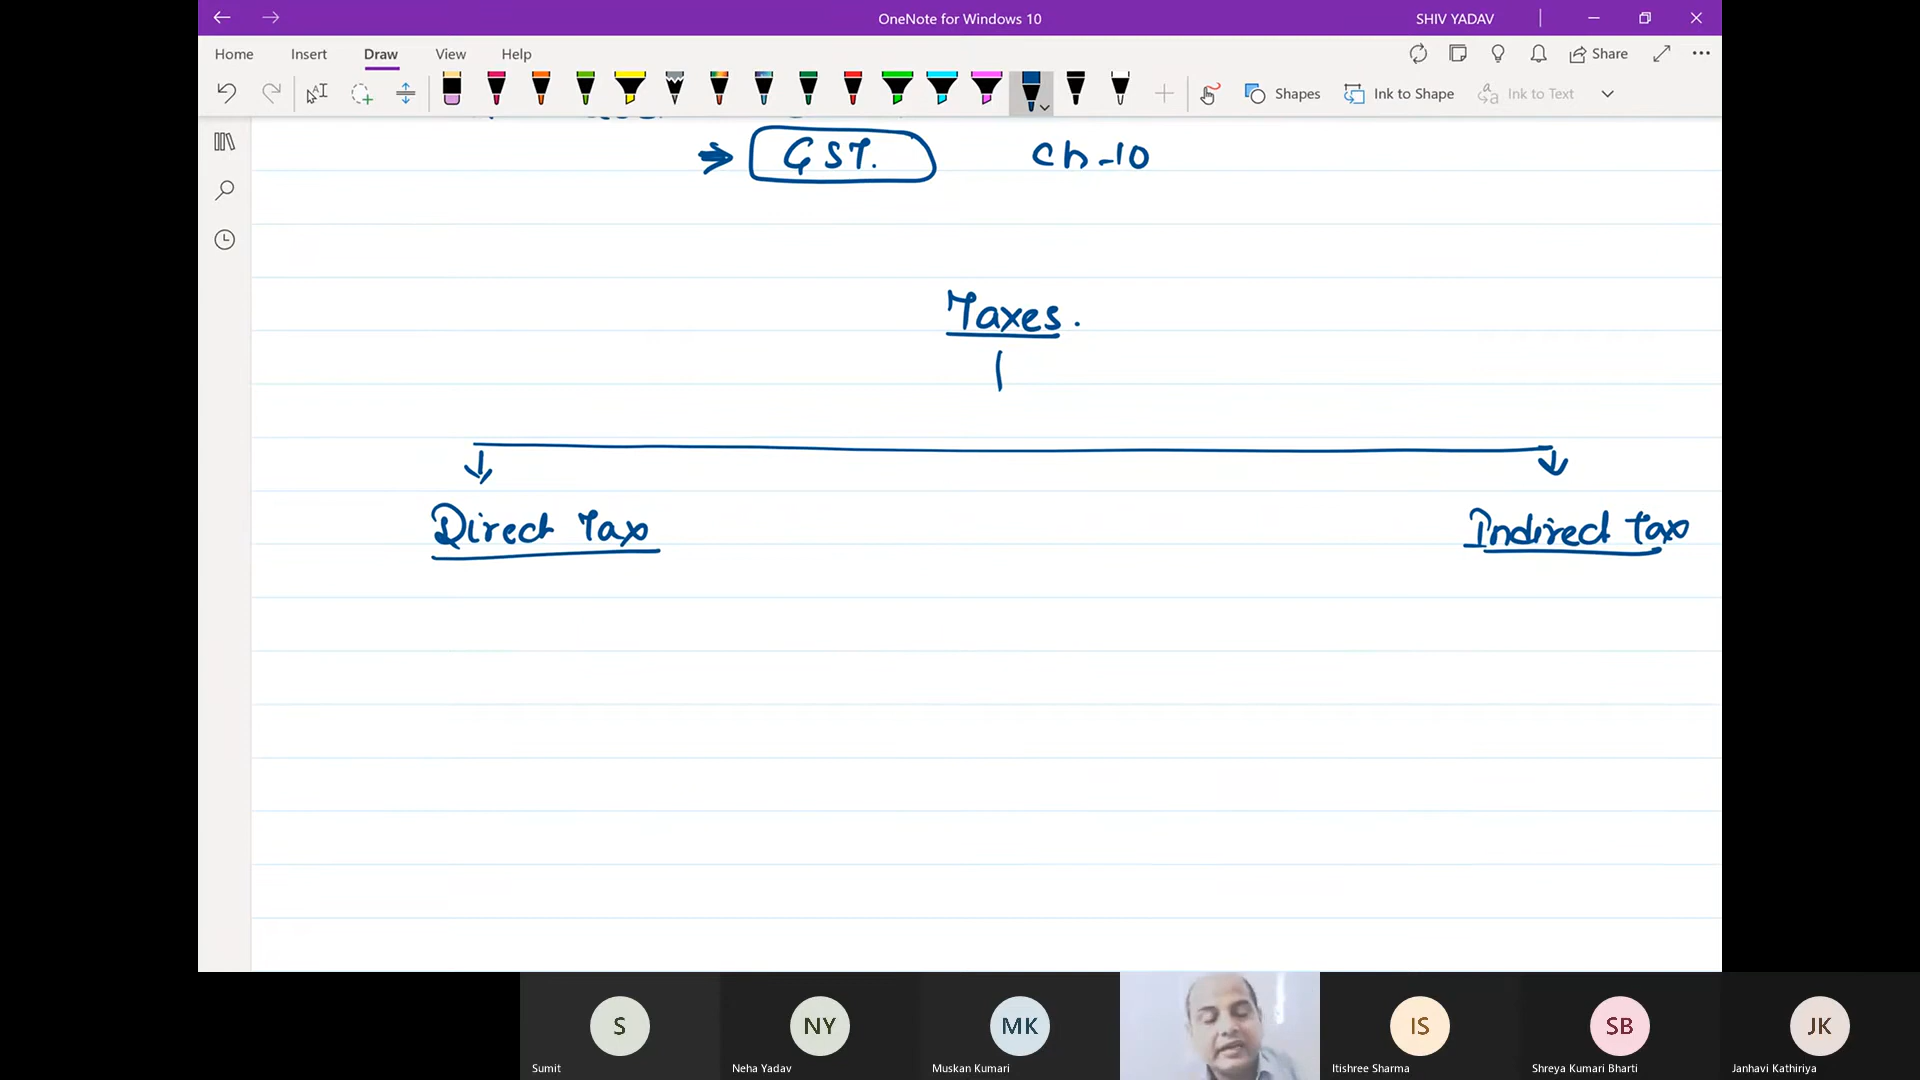 OneNote for Windows 10
SHIV YADAV
Home Insert Draw View Help
Share
Shapes Ink to Shape Ink to Text
GST. Ch-10
Taxes.
Direct Tax Indirect tax
S NY MK IS SB JK
Sumit Neha Yadav Muskan Kumari Itishree Sharma Shreya Kumari Bharti Janhavi Kathiriya